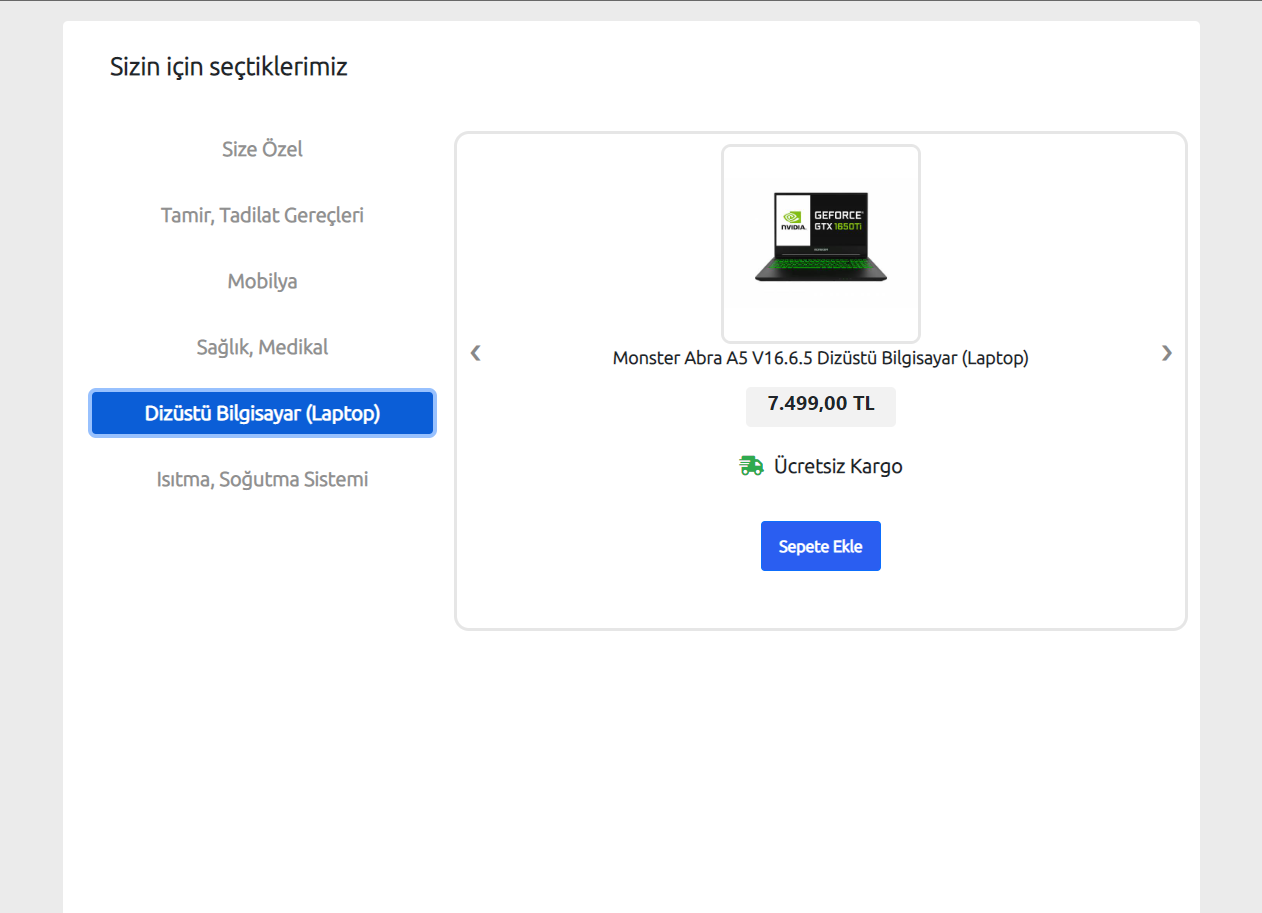 Sizin için seçtiklerimiz
Size Özel
Tamir, Tadilat Gereçleri
Mobilya
Sağlık, Medikal
Dizüstü Bilgisayar (Laptop)
Isıtma, Soğutma Sistemi
NVIDIA.
GEFORCE®
GTX 1650Ti
Monster Abra A5 V16.6.5 Dizüstü Bilgisayar (Laptop)
7.499,00 TL
Ücretsiz Kargo
Sepete Ekle